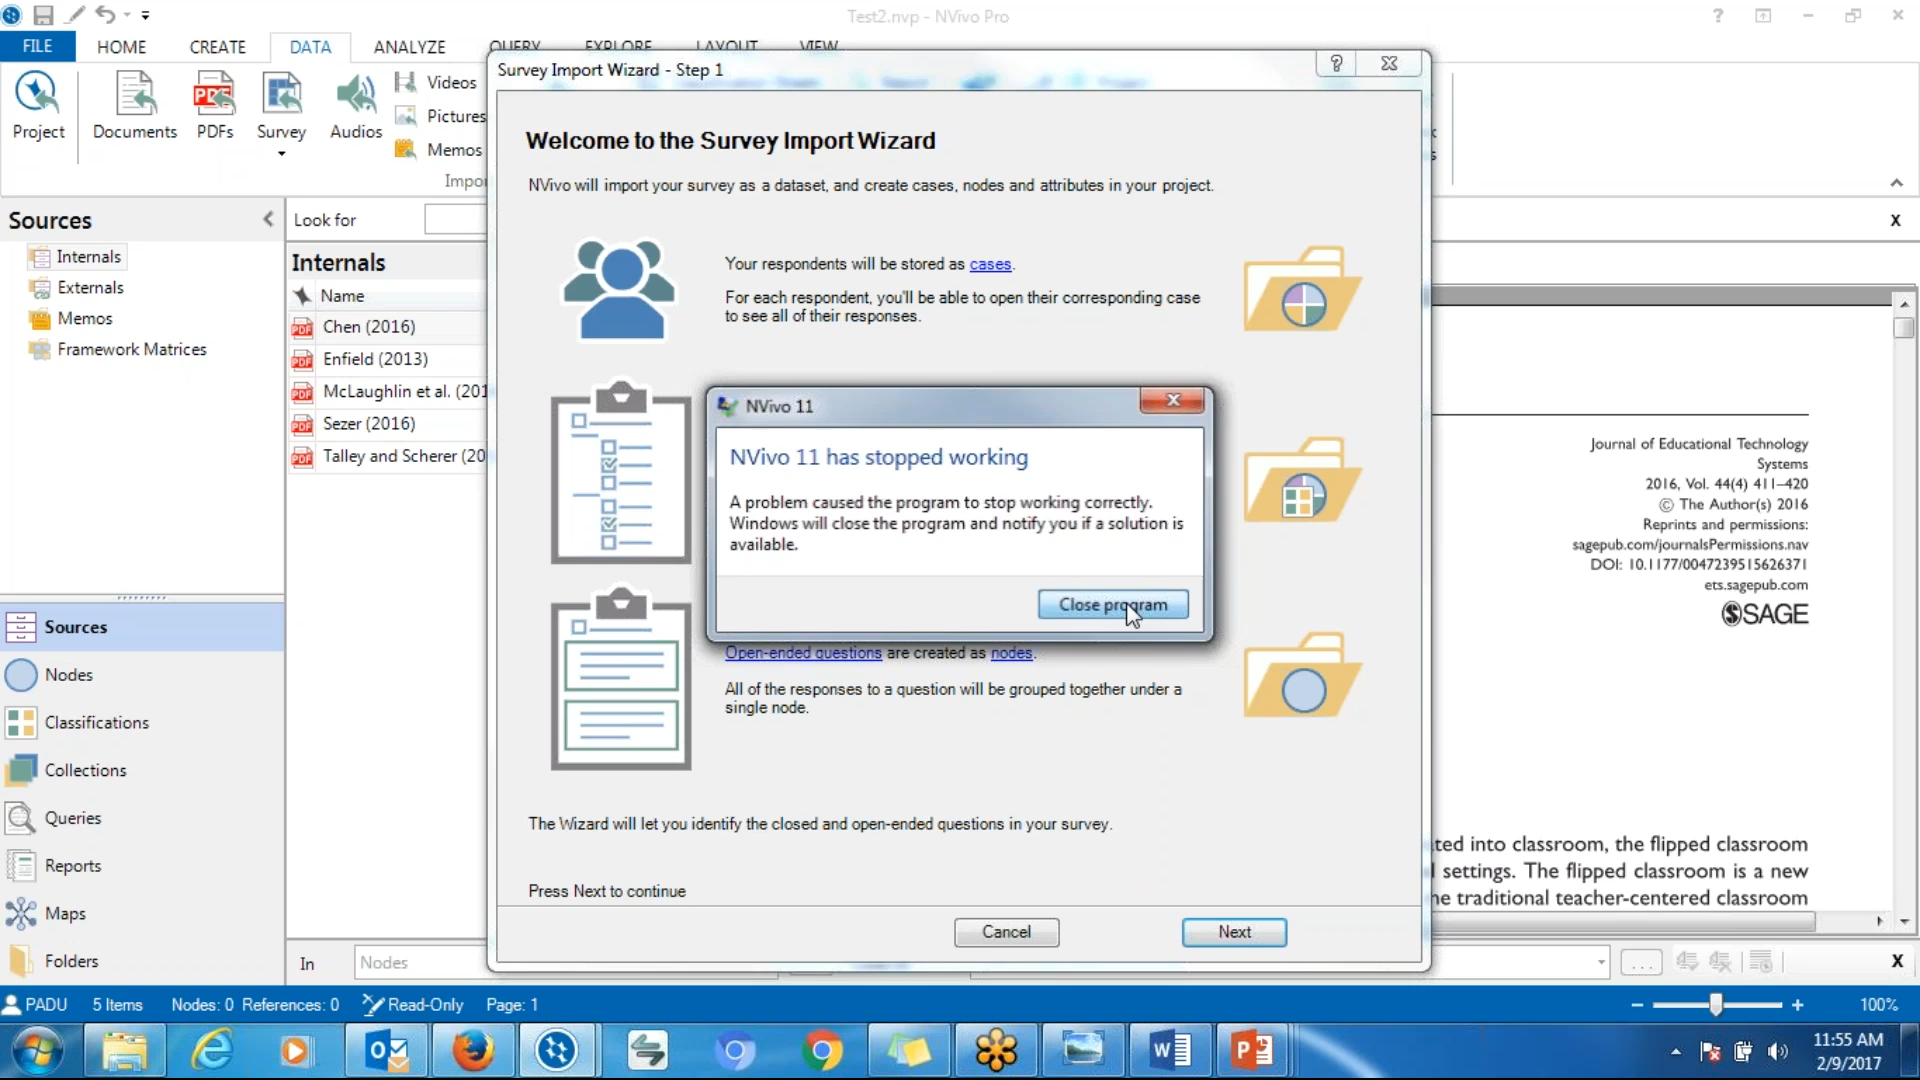 Test2.nvp - NVivo Pro
FILE
HOME
CREATE
DATA
ANALYZE
QUERY
EXPLORE
LAYOUT
VIEW
Project
Documents
PDFs
Survey
Audios
Videos
Pictures
Memos
Sources
Internals
Externals
Memos
Framework Matrices
Look for
Internals
Name
Chen (2016)
Enfield (2013)
McLaughlin et al. (201
Sezer (2016)
Talley and Scherer (20
Survey Import Wizard - Step 1
Welcome to the Survey Import Wizard
NVivo will import your survey as a dataset, and create cases, nodes and attributes in your project.
Your respondents will be stored as cases.
For each respondent, you'll be able to open their corresponding case
to see all of their responses.
NVivo 11
NVivo 11 has stopped working
A problem caused the program to stop working correctly.
Windows will close the program and notify you if a solution is
available.
Close program
Open-ended questions are created as nodes.
All of the responses to a question will be grouped together under a
single node.
The Wizard will let you identify the closed and open-ended questions in your survey.
Press Next to continue
Cancel
Next
Journal of Educational Technology
Systems
2016, Vol. 44(4) 411–420
© The Author(s) 2016
Reprints and permissions:
sagepub.com/journalsPermissions.nav
DOI: 10.1177/0047239515626371
ets.sagepub.com
SAGE
ted into classroom, the flipped classroom
settings. The flipped classroom is a new
he traditional teacher-centered classroom
Sources
Nodes
Classifications
Collections
Queries
Reports
Maps
Folders
In
Nodes
PADU
5 Items
Nodes: 0 References: 0
Read-Only
Page: 1
100%
11:55 AM
2/9/2017